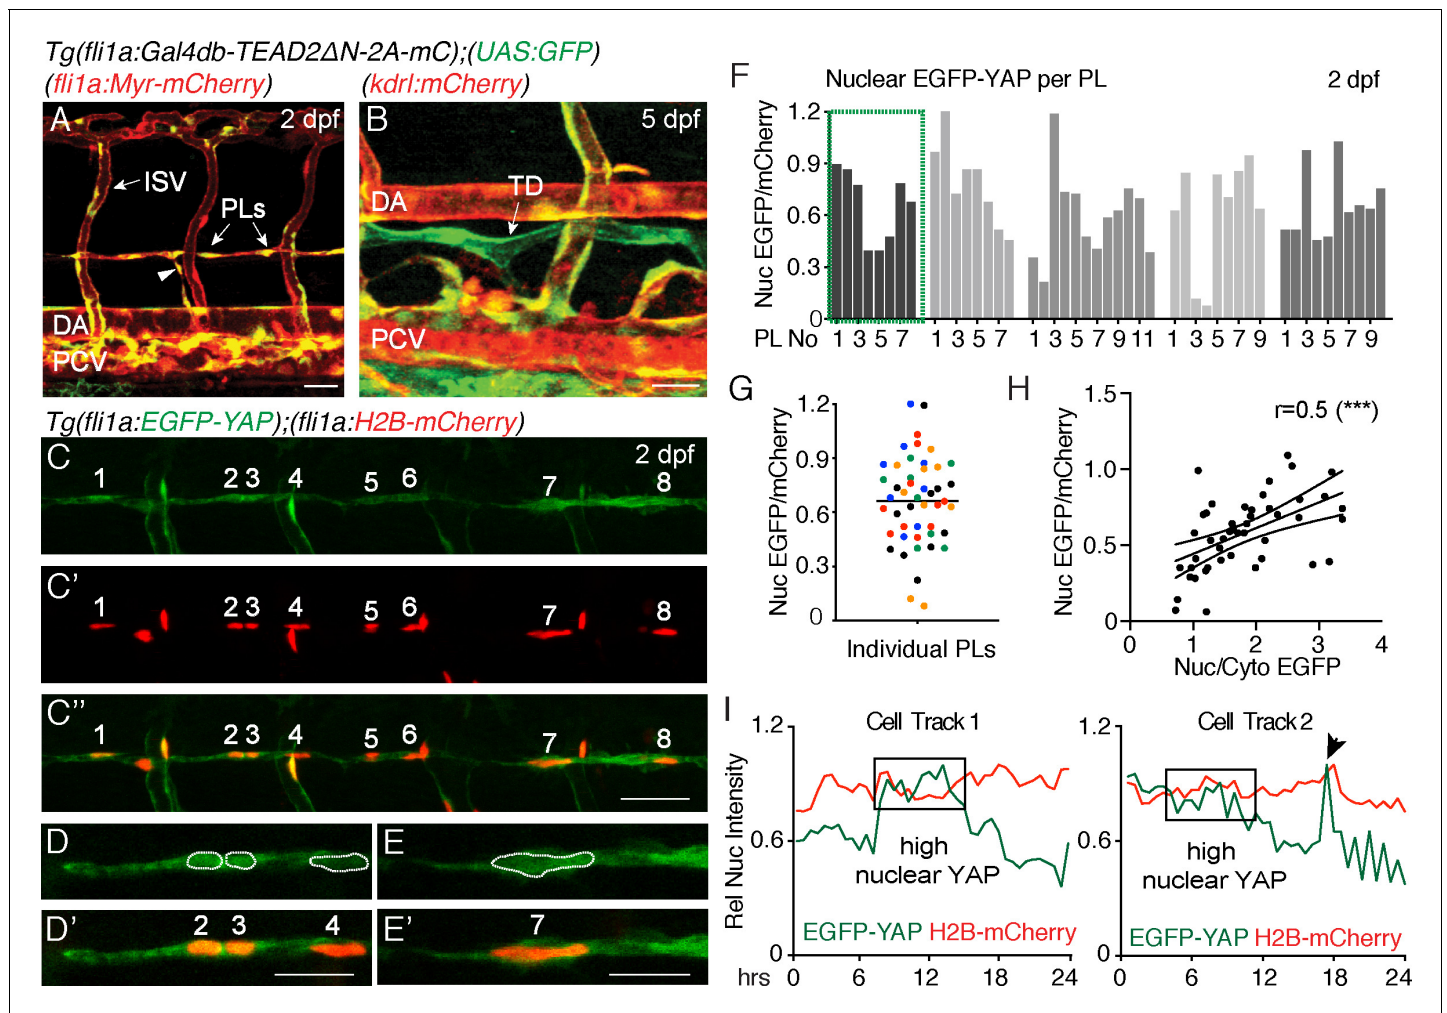 Tg(fli1a:Gal4db-TEAD2ΔN-2A-mC);(UAS:GFP)
(fli1a:Myr-mCherry)
(kdrl:mCherry)
A
2 dpf
ISV
PLs
DA
PCV
B
5 dpf
TD
DA
PCV
Tg(fli1a:EGFP-YAP);(fli1a:H2B-mCherry)
C
2 dpf
1 2 3 4 5 6 7 8
C'
1 2 3 4 5 6 7 8
C''
1 2 3 4 5 6 7 8
D
E
D'
2 3 4
E'
7
F
Nuclear EGFP-YAP per PL
2 dpf
Nuc EGFP/mCherry
1.2
0.9
0.6
0.3
0
PL No 1 3 5 7 1 3 5 7 1 3 5 7 9 11 1 3 5 7 9 1 3 5 7 9
G
Nuc EGFP/mCherry
1.2
0.9
0.6
0.3
0
Individual PLs
H
r=0.5 (***)
Nuc EGFP/mCherry
1.5
1.0
0.5
0
0 1 2 3 4
Nuc/Cyto EGFP
I
Cell Track 1
Rel Nuc Intensity
1.2
0.6
0
high
nuclear YAP
EGFP-YAP H2B-mCherry
hrs 0 6 12 18 24
Cell Track 2
1.2
0.6
0
high
nuclear YAP
EGFP-YAP H2B-mCherry
0 6 12 18 24